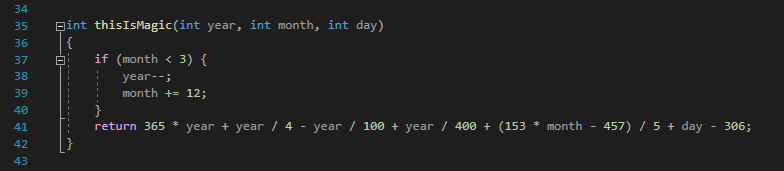 34
35 int thisIsMagic(int year, int month, int day)
36 {
37 if (month < 3) {
38 year--;
39 month += 12;
40 }
41 return 365 * year + year / 4 - year / 100 + year / 400 + (153 * month - 457) / 5 + day - 306;
42 }
43